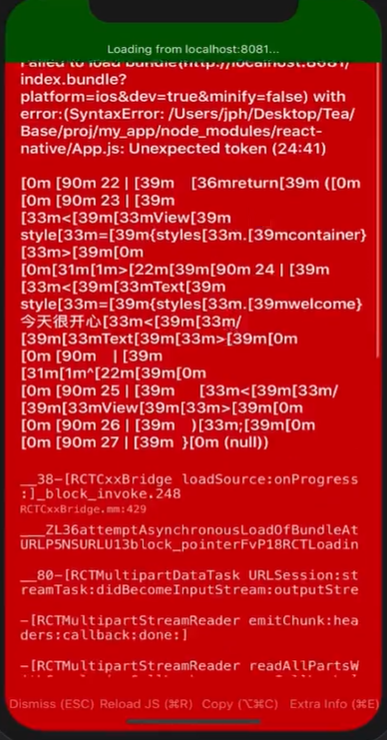 Loading from localhost:8081...
Failed to load bundle(http://localhost:8081/
index.bundle?
platform=ios&dev=true&minify=false) with
error:(SyntaxError: /Users/jph/Desktop/Tea/
Base/proj/my_app/node_modules/react-
native/App.js: Unexpected token (24:41)
[0m [90m 22 | [39m    [36mreturn[39m ([0m
[0m [90m 23 | [39m
[33m<[39m[33mView[39m
style[33m=[39m{styles[33m.[39mcontainer}
[33m>[39m[0m
[0m[31m[1m>[22m[39m[90m 24 | [39m
[33m<[39m[33mText[39m
style[33m=[39m{styles[33m.[39mwelcome}
今天很开心[33m<[39m[33m/
[39m[33mText[39m[33m>[39m[0m
[0m [90m    | [39m
[31m[1m^[22m[39m[0m
[0m [90m 25 | [39m      [33m<[39m[33m/
[39m[33mView[39m[33m>[39m[0m
[0m [90m 26 | [39m    )[33m;[39m[0m
[0m [90m 27 | [39m  }[0m (null))
__38-[RCTCxxBridge loadSource:onProgress
:]_block_invoke.248
RCTCxxBridge.mm:429
___ZL36attemptAsynchronousLoadOfBundleAt
URLP5NSURLU13block_pointerFvP18RCTLoadin
__80-[RCTMultipartDataTask URLSession:st
reamTask:didBecomeInputStream:outputStre
-[RCTMultipartStreamReader emitChunk:hea
ders:callback:done:]
-[RCTMultipartStreamReader readAllPartsW
Dismiss (ESC) Reload JS (⌘R) Copy (⌥⌘C) Extra Info (⌘E)